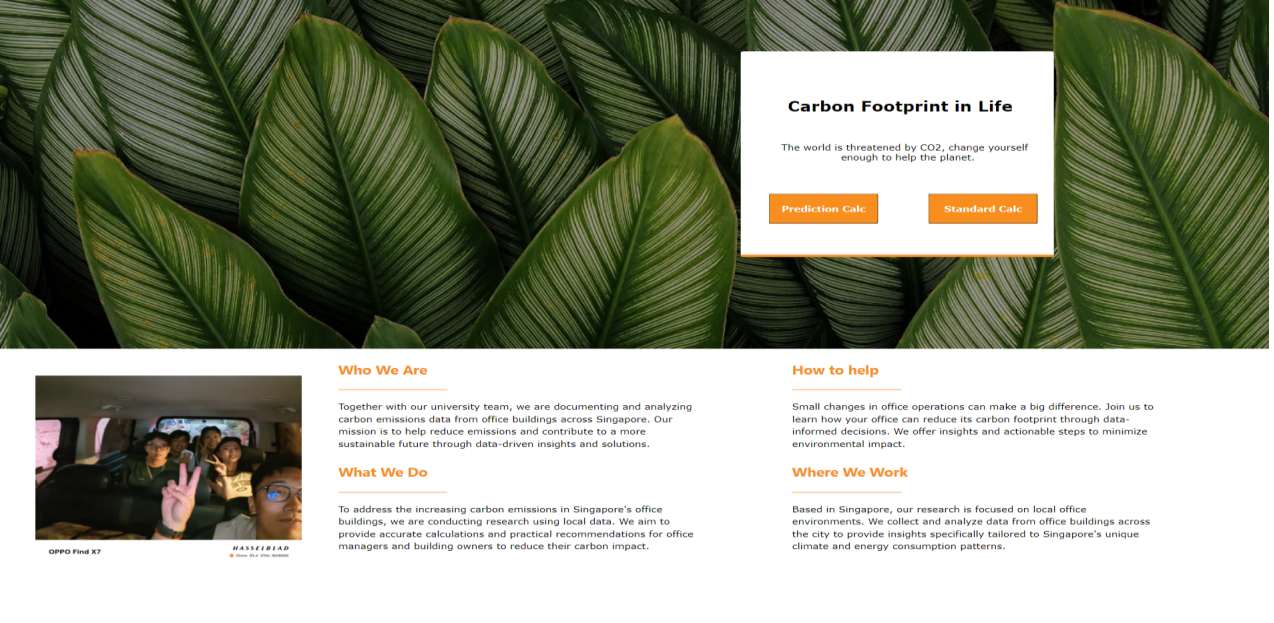 Carbon Footprint in Life
The world is threatened by CO2, change yourself
enough to help the planet.
Prediction Calc
Standard Calc
Who We Are
Together with our university team, we are documenting and analyzing
carbon emissions data from office buildings across Singapore. Our
mission is to help reduce emissions and contribute to a more
sustainable future through data-driven insights and solutions.
What We Do
To address the increasing carbon emissions in Singapore's office
buildings, we are conducting research using local data. We aim to
provide accurate calculations and practical recommendations for office
managers and building owners to reduce their carbon impact.
How to help
Small changes in office operations can make a big difference. Join us to
learn how your office can reduce its carbon footprint through data-
informed decisions. We offer insights and actionable steps to minimize
environmental impact.
Where We Work
Based in Singapore, our research is focused on local office
environments. We collect and analyze data from office buildings across
the city to provide insights specifically tailored to Singapore's unique
climate and energy consumption patterns.
OPPO Find X7
HASSELBLAD